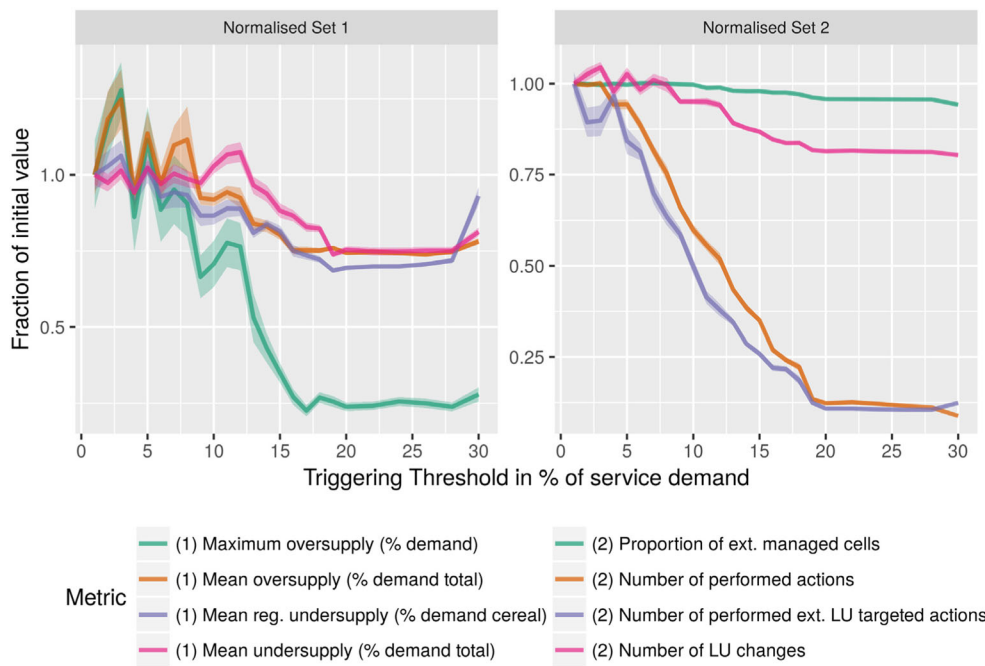 Normalised Set 1
Normalised Set 2
Fraction of initial value
1.0
0.5
1.00
0.75
0.50
0.25
0 5 10 15 20 25 30
0 5 10 15 20 25 30
Triggering Threshold in % of service demand
Metric
(1) Maximum oversupply (% demand)
(1) Mean oversupply (% demand total)
(1) Mean reg. undersupply (% demand cereal)
(1) Mean undersupply (% demand total)
(2) Proportion of ext. managed cells
(2) Number of performed actions
(2) Number of performed ext. LU targeted actions
(2) Number of LU changes